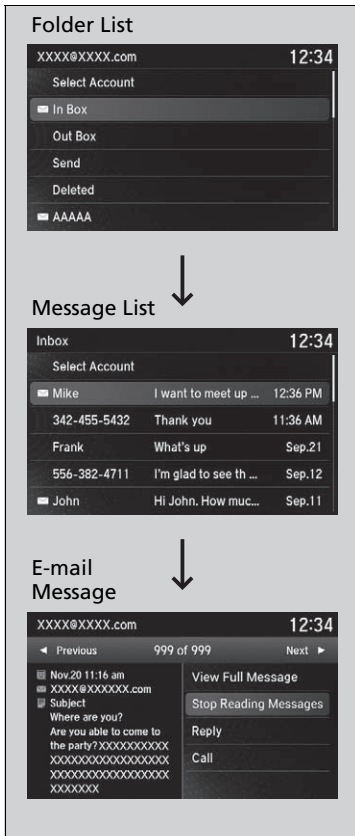 Folder List
XXXX@XXXX.com 12:34
Select Account
In Box
Out Box
Send
Deleted
AAAAA
Message List
Inbox 12:34
Select Account
Mike I want to meet up ... 12:36 PM
342-455-5432 Thank you 11:36 AM
Frank What's up Sep.21
556-382-4711 I'm glad to see th ... Sep.12
John Hi John. How muc... Sep.11
E-mail
Message
XXXX@XXXX.com 12:34
◄ Previous 999 of 999 Next ►
Nov.20 11:16 am
XXXX@XXXXXX.com
Subject
Where are you?
Are you able to come to
the party?XXXXXXXXXX
XXXXXXXXXXXXXXXXX
XXXXXXXXXXXXXXXXX
XXXXXXX
View Full Message
Stop Reading Messages
Reply
Call